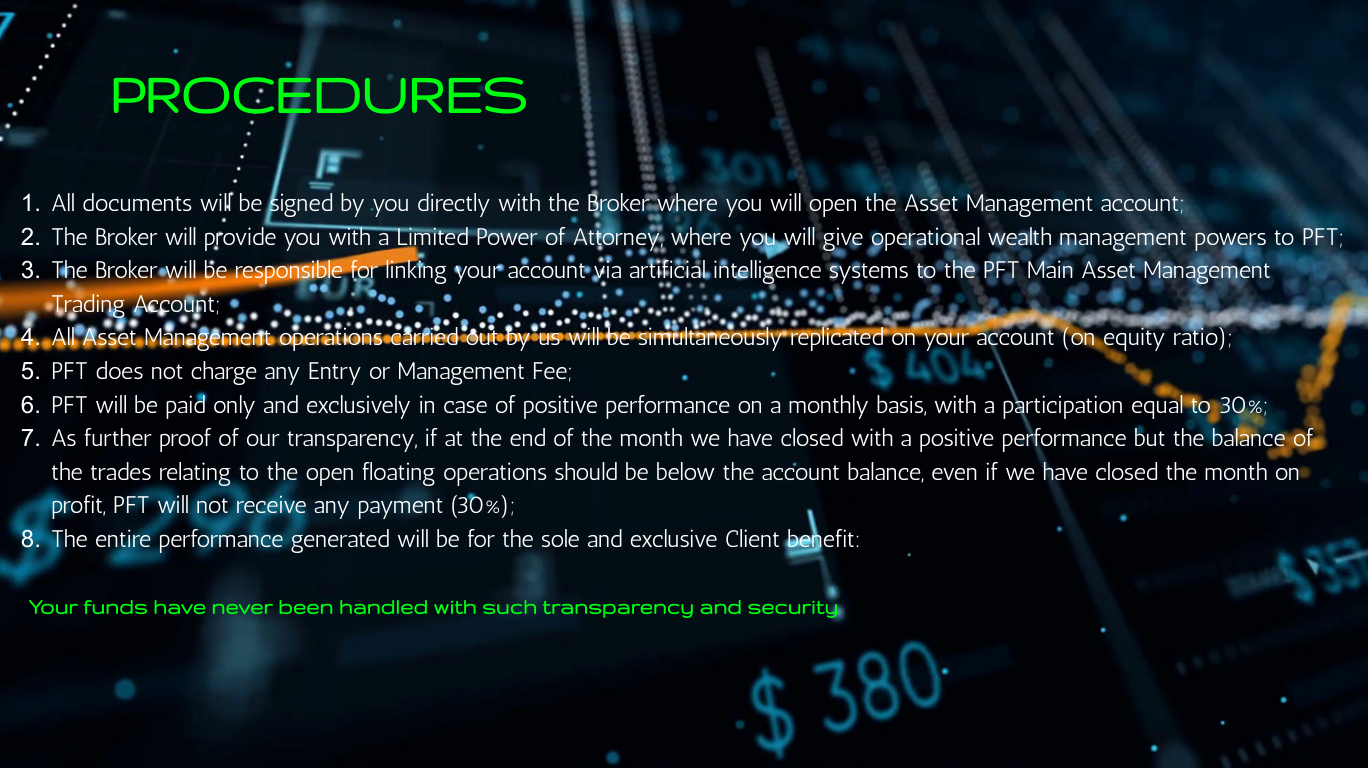 PROCEDURES
$ 301.
1. All documents will be signed by you directly with the Broker where you will open the Asset Management account;
2. The Broker will provide you with a Limited Power of Attorney, where you will give operational wealth management powers to PFT;
3. The Broker will be responsible for linking your account via artificial intelligence systems to the PFT Main Asset Management
EUR
Trading Account;
4. All Asset Management operations carried out by us will be simultaneously replicated on your account (on equity ratio);
$ 404
5. PFT does not charge any Entry or Management Fee;
6. PFT will be paid only and exclusively in case of positive performance on a monthly basis, with a participation equal to 30%;
7. As further proof of our transparency, if at the end of the month we have closed with a positive performance but the balance of
the trades relating to the open floating operations should be below the account balance, even if we have closed the month on
profit, PFT will not receive any payment (30%);
$ 296
8. The entire performance generated will be for the sole and exclusive Client benefit:
$ 357
Your funds have never been handled with such transparency and security.
$ 380